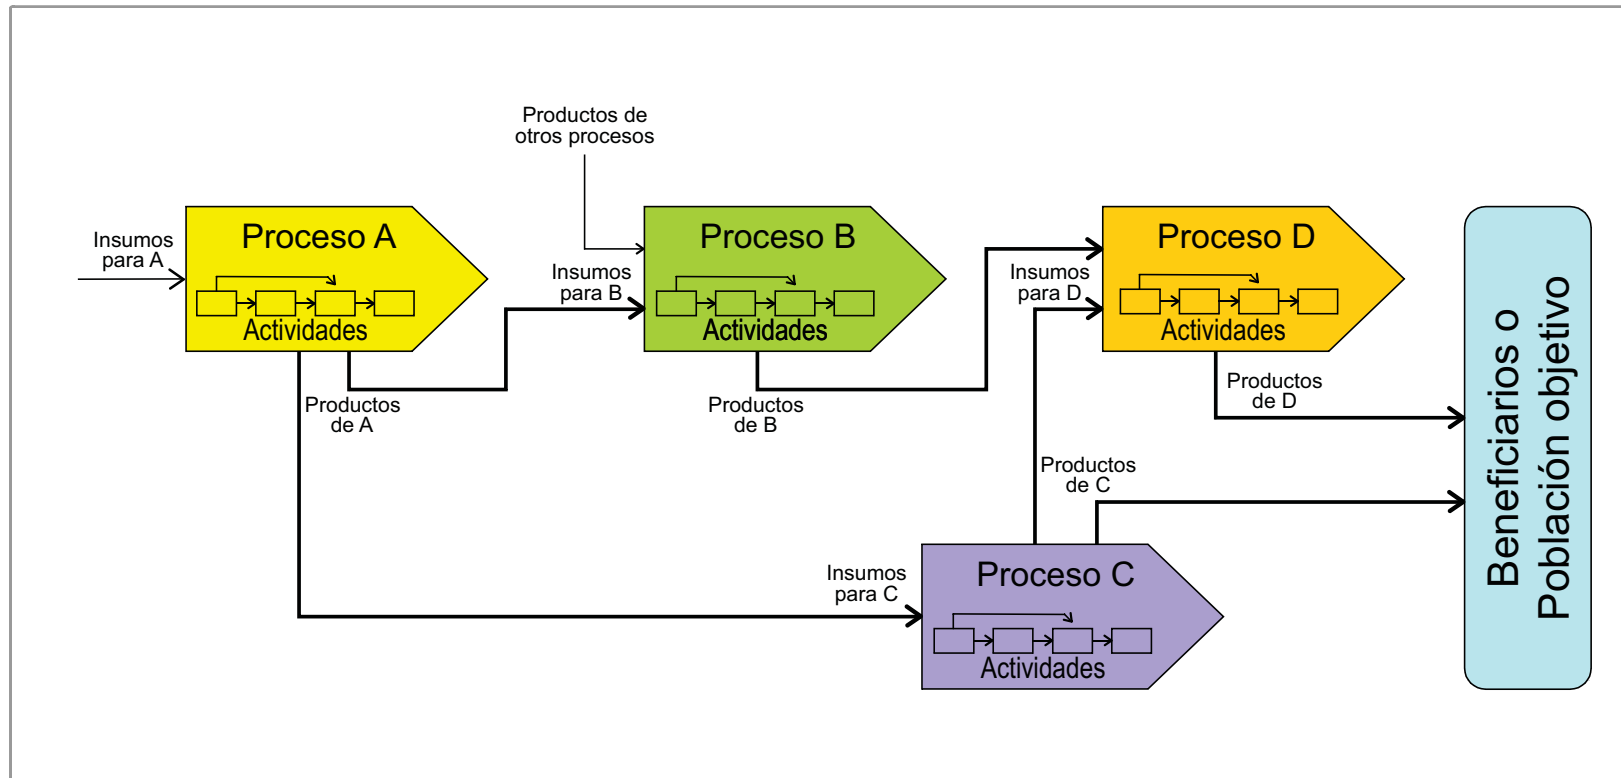 Productos de
otros procesos
Insumos
para A
Proceso A
Actividades
Productos
de A
Insumos
para B
Proceso B
Actividades
Productos
de B
Insumos
para D
Proceso D
Actividades
Productos
de D
Productos
de C
Insumos
para C
Proceso C
Actividades
Beneficiarios o
Población objetivo